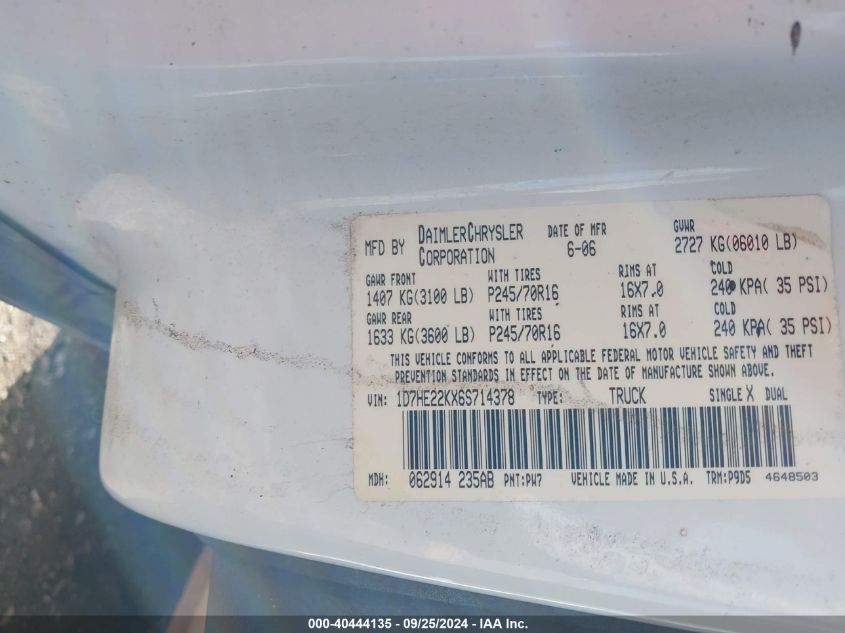 MFD BY DAIMLERCHRYSLER CORPORATION DATE OF MFR 6-06 GVWR 2727 KG(06010 LB)
GAWR FRONT WITH TIRES RIMS AT COLD
1407 KG(3100 LB) P245/70R16 16X7.0 240 KPA( 35 PSI)
GAWR REAR WITH TIRES RIMS AT COLD
1633 KG(3600 LB) P245/70R16 16X7.0 240 KPA( 35 PSI)
THIS VEHICLE CONFORMS TO ALL APPLICABLE FEDERAL MOTOR VEHICLE SAFETY AND THEFT
PREVENTION STANDARDS IN EFFECT ON THE DATE OF MANUFACTURE SHOWN ABOVE.
VIN: 1D7HE22KX6S714378 TYPE: TRUCK SINGLE X DUAL
MDH: 062914 235AB PNT:PW7 VEHICLE MADE IN U.S.A. TRM:P9D5 4648503
000-40444135 - 09/25/2024 - IAA Inc.